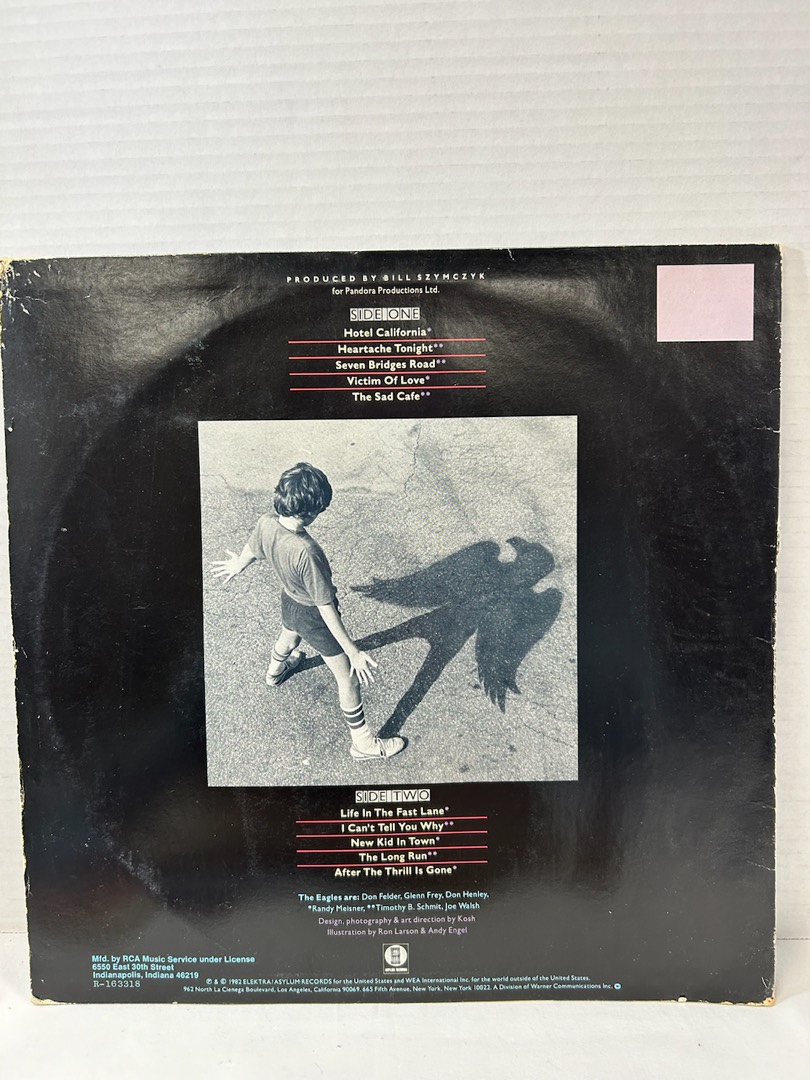 PRODUCED BY BILL SZYMCZYK
for Pandora Productions Ltd.
SIDE ONE
Hotel California*
Heartache Tonight**
Seven Bridges Road**
Victim Of Love*
The Sad Cafe**
SIDE TWO
Life In The Fast Lane*
I Can't Tell You Why**
New Kid In Town*
The Long Run**
After The Thrill Is Gone*
The Eagles are: Don Felder, Glenn Frey, Don Henley,
*Randy Meisner, **Timothy B. Schmit, Joe Walsh
Design, photography & art direction by Kosh
Illustration by Ron Larson & Andy Engel
Mfd. by RCA Music Service under License
6550 East 30th Street
Indianapolis, Indiana 46219
R-163318
℗ & © 1982 ELEKTRA/ASYLUM RECORDS for the United States and WEA International Inc. for the world outside of the United States.
962 North La Cienega Boulevard, Los Angeles, California 90069. 665 Fifth Avenue, New York, New York 10022. A Division of Warner Communications Inc.